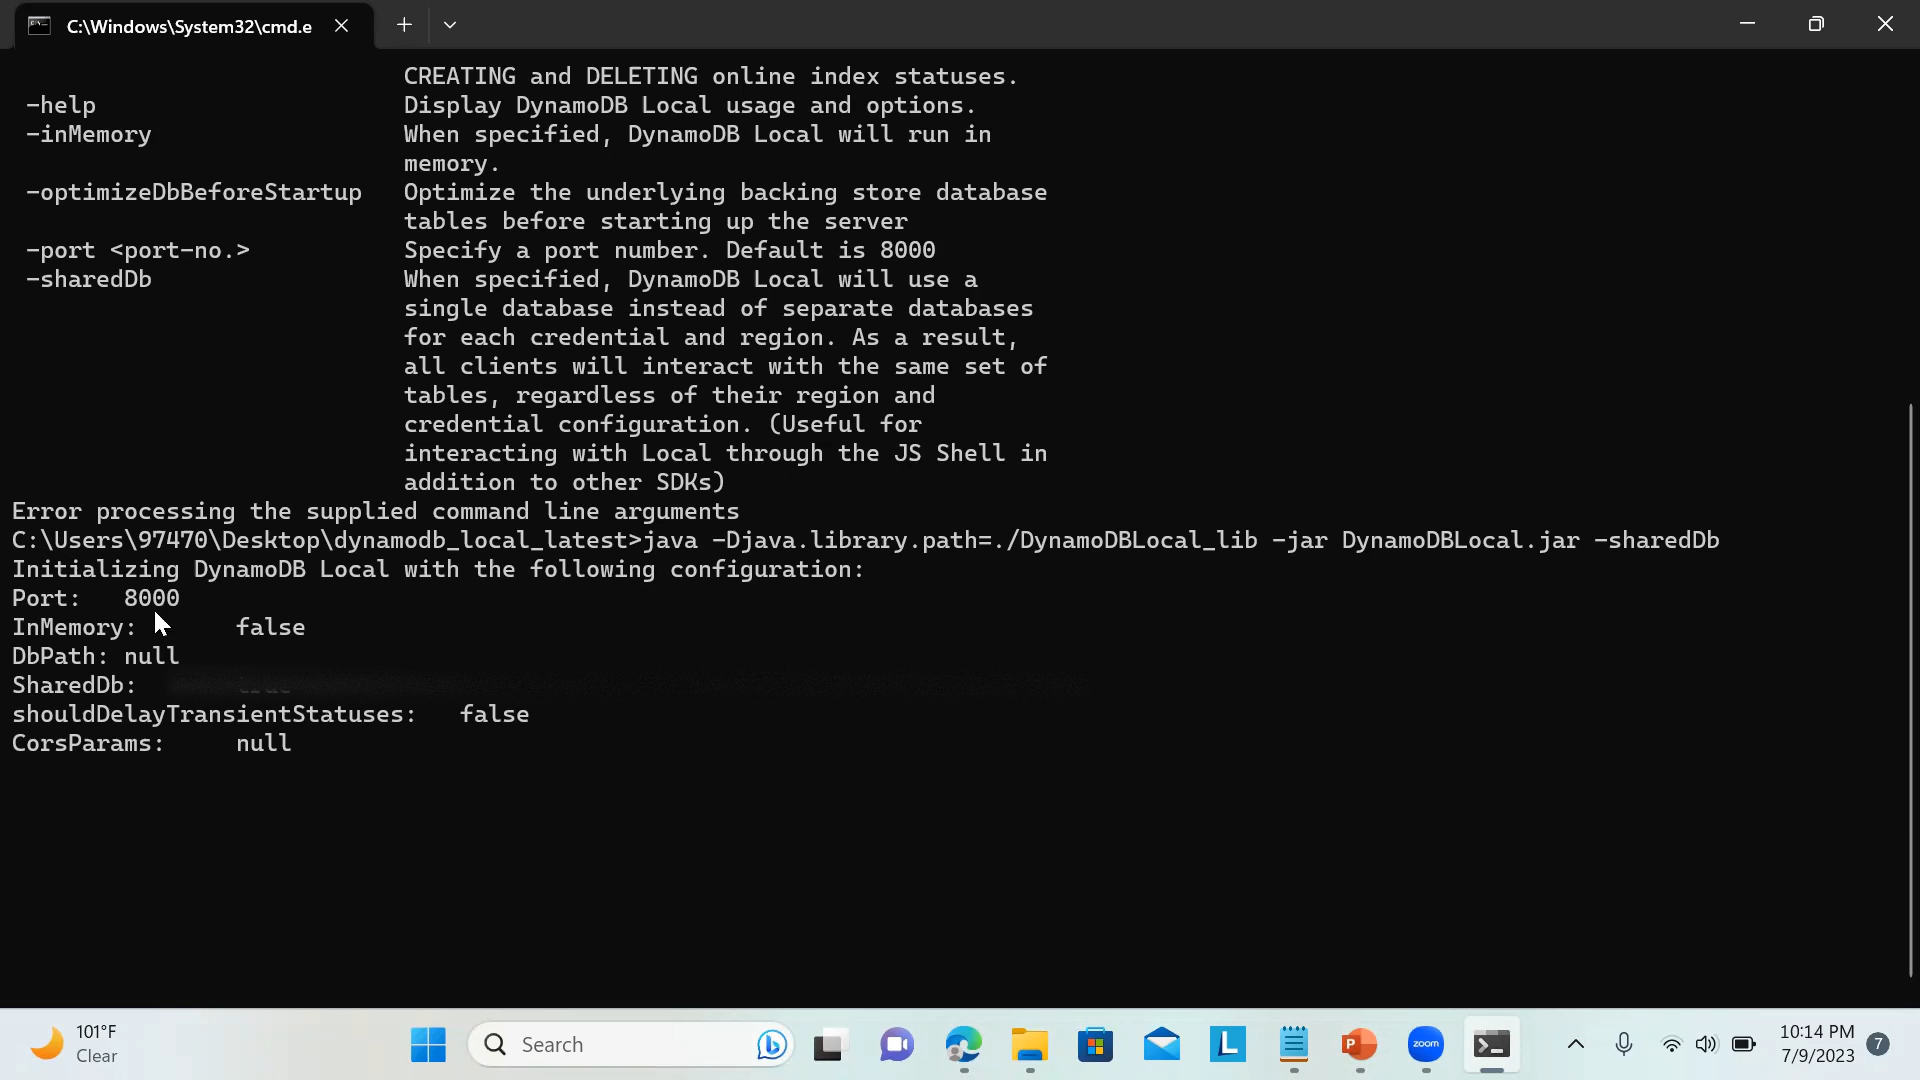 C:\Windows\System32\cmd.e
CREATING and DELETING online index statuses.
-help Display DynamoDB Local usage and options.
-inMemory When specified, DynamoDB Local will run in
memory.
-optimizeDbBeforeStartup Optimize the underlying backing store database
tables before starting up the server
-port <port-no.> Specify a port number. Default is 8000
-sharedDb When specified, DynamoDB Local will use a
single database instead of separate databases
for each credential and region. As a result,
all clients will interact with the same set of
tables, regardless of their region and
credential configuration. (Useful for
interacting with Local through the JS Shell in
addition to other SDKs)
Error processing the supplied command line arguments
C:\Users\97470\Desktop\dynamodb_local_latest>java -Djava.library.path=./DynamoDBLocal_lib -jar DynamoDBLocal.jar -sharedDb
Initializing DynamoDB Local with the following configuration:
Port: 8000
InMemory: false
DbPath: null
SharedDb:
shouldDelayTransientStatuses: false
CorsParams: null
101°F
Clear
Search
L
P
zoom
10:14 PM
7/9/2023
7